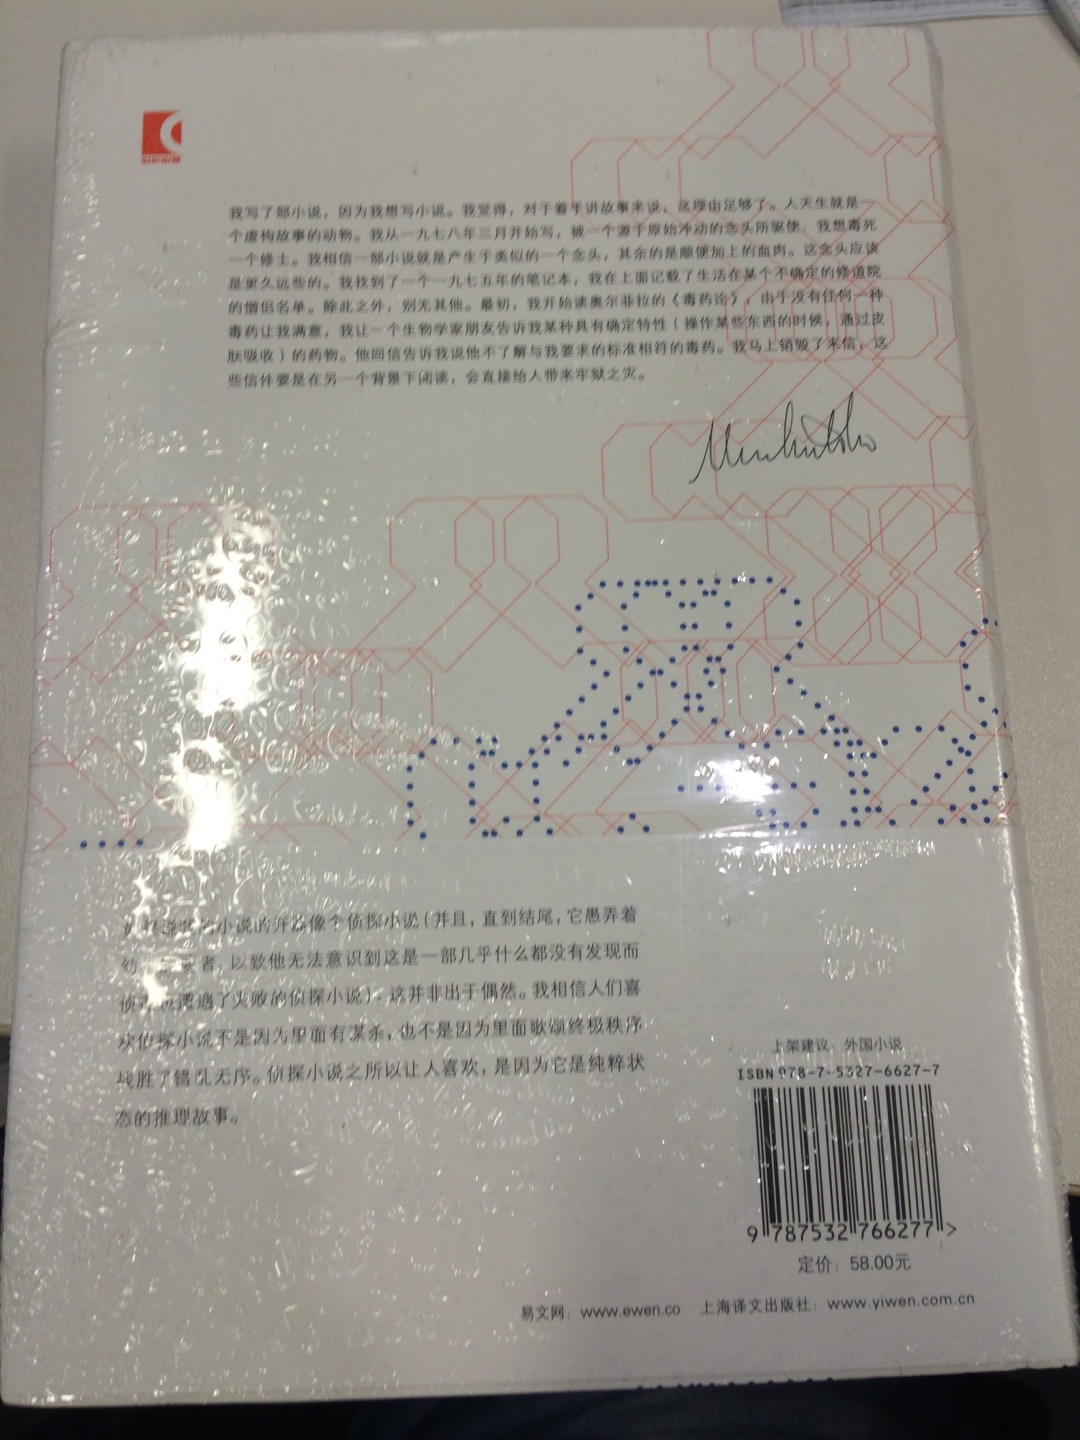 我写了部小说，因为我想写小说。我觉得，对于着手讲故事来说，这理由足够了。人天生就是一
个虚构故事的动物。我从一九七八年三月开始写，被一个源于原始冲动的念头所驱使：我想毒死
一个修士。我相信一部小说就是产生于类似的一个念头，其余的是顺便加上的血肉。这念头应该
是更久远些的。我找到了一个一九七五年的笔记本，我在上面记载了生活在某个不确定的修道院
的僧侣名单。除此之外，别无其他。最初，我开始读奥尔菲拉的《毒药论》，由于没有任何一种
毒药让我满意，我让一个生物学家朋友告诉我某种具有确定特性（操作某些东西的时候，通过皮
肤吸收）的药物。他回信告诉我说他不了解与我要求的标准相符的毒药。我马上销毁了来信，这
些信件要是在另一个背景下阅读，会直接给人带来牢狱之灾。
的小说的开始像个侦探小说（并且，直到结尾，它愚弄着
者，以致他无法意识到这是一部几乎什么都没有发现而
侦 遭遇了失败的侦探小说），这并非出于偶然。我相信人们喜
欢侦探小说不是因为里面有谋杀，也不是因为里面歌颂终极秩序
战胜了错乱无序。侦探小说之所以让人喜欢，是因为它是纯粹状
态的推理故事。
上架建议：外国小说
ISBN 978-7-5327-6627-7
9 787532 766277 >
定价：58.00元
易文网：www.ewen.co 上海译文出版社：www.yiwen.com.cn